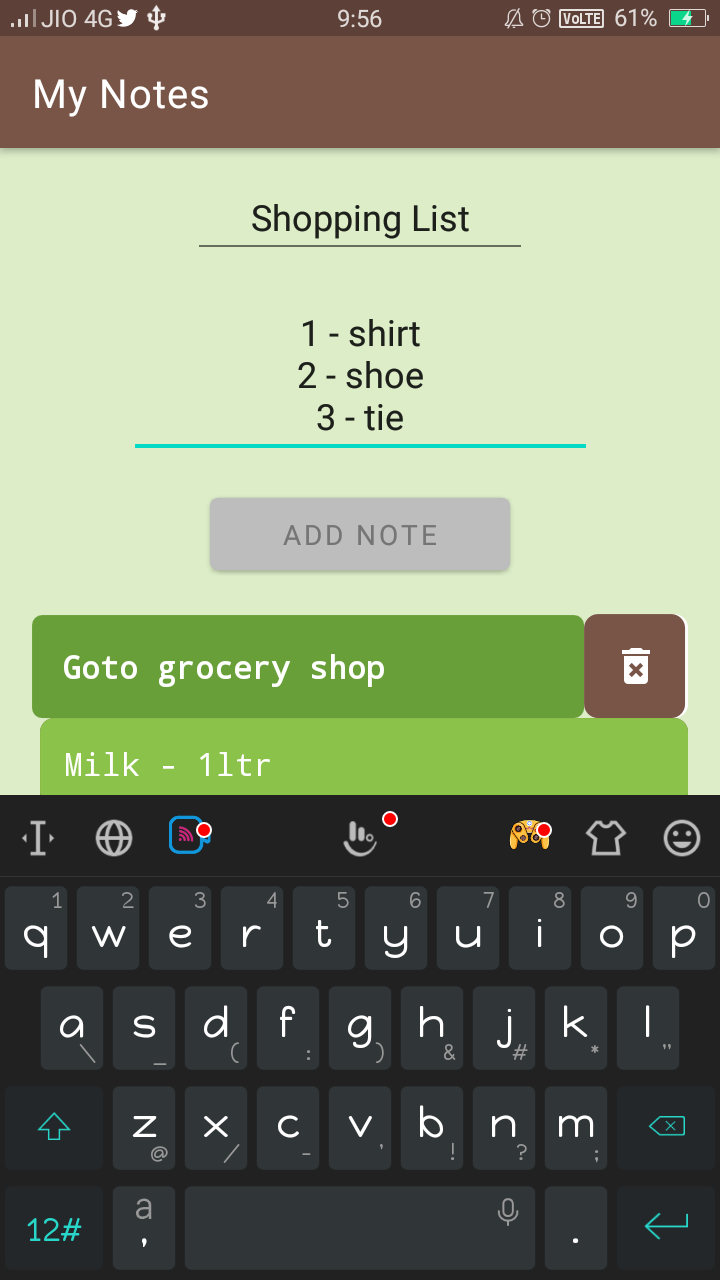 JIO 4G 9:56 VoLTE 61%
My Notes
Shopping List
1 - shirt
2 - shoe
3 - tie
ADD NOTE
Goto grocery shop
Milk - 1ltr
1 2 3 4 5 6 7 8 9 0
q w e r t y u i o p
a s d f g h j k l
\ _ ( : ) & # * "
z x c v b n m
@ / - ' ! ? ;
12# a , .